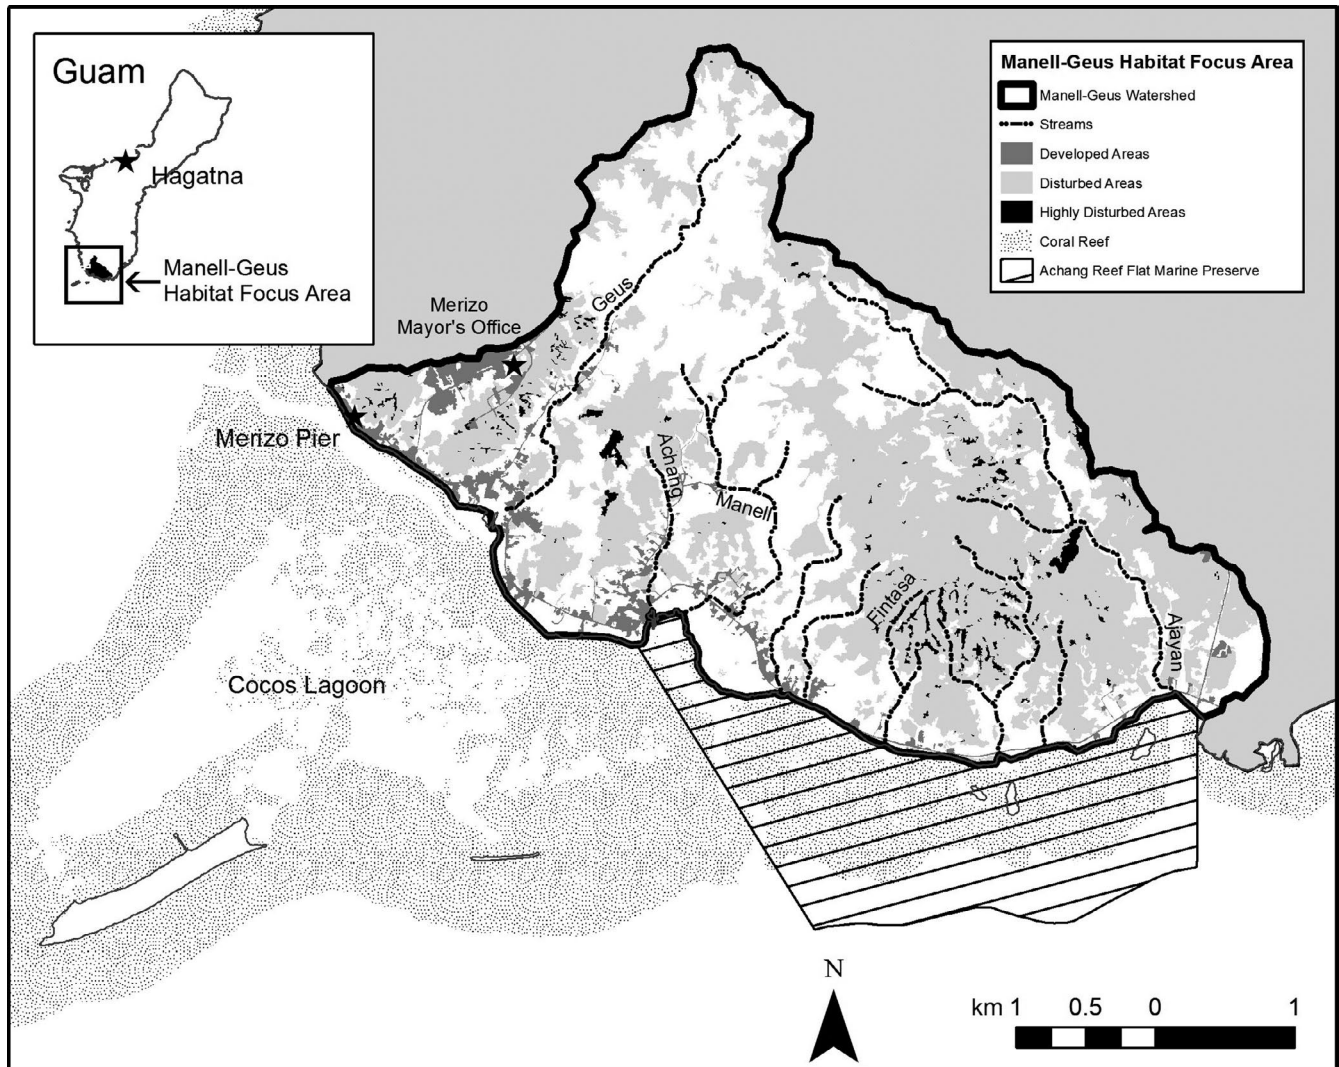 Guam
Hagatna
Manell-Geus
Habitat Focus Area
Manell-Geus Habitat Focus Area
Manell-Geus Watershed
Streams
Developed Areas
Disturbed Areas
Highly Disturbed Areas
Coral Reef
Achang Reef Flat Marine Preserve
Merizo
Mayor's Office
Geus
Merizo Pier
Achang
Manell
Fintasa
Ajayan
Cocos Lagoon
N
km 1 0.5 0 1